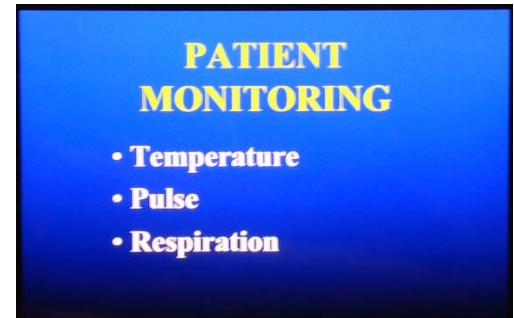 PATIENT
MONITORING
• Temperature
• Pulse
• Respiration